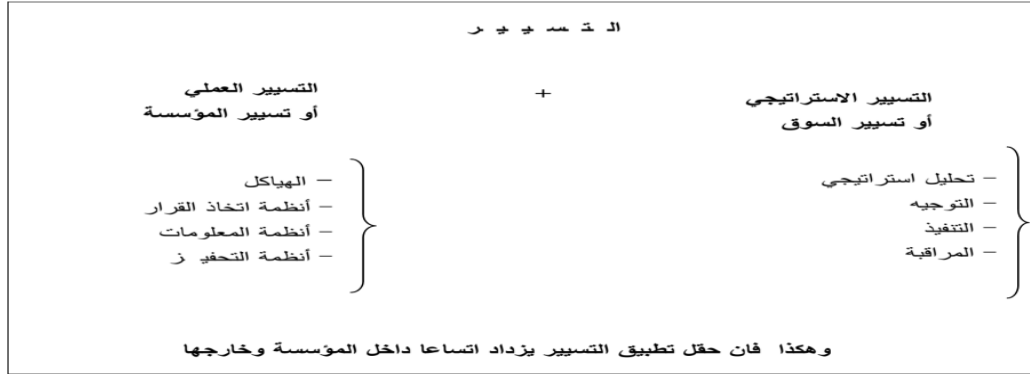 التسيير
التسيير الاستراتيجي
أو تسيير السوق
+
التسيير العملي
أو تسيير المؤسسة
– تحليل استراتيجي
– التوجيه
– التنفيذ
– المراقبة
– الهياكل
– أنظمة اتخاذ القرار
– أنظمة المعلومات
– أنظمة التحفيز
وهكذا فان حقل تطبيق التسيير يزداد اتساعا داخل المؤسسة وخارجها